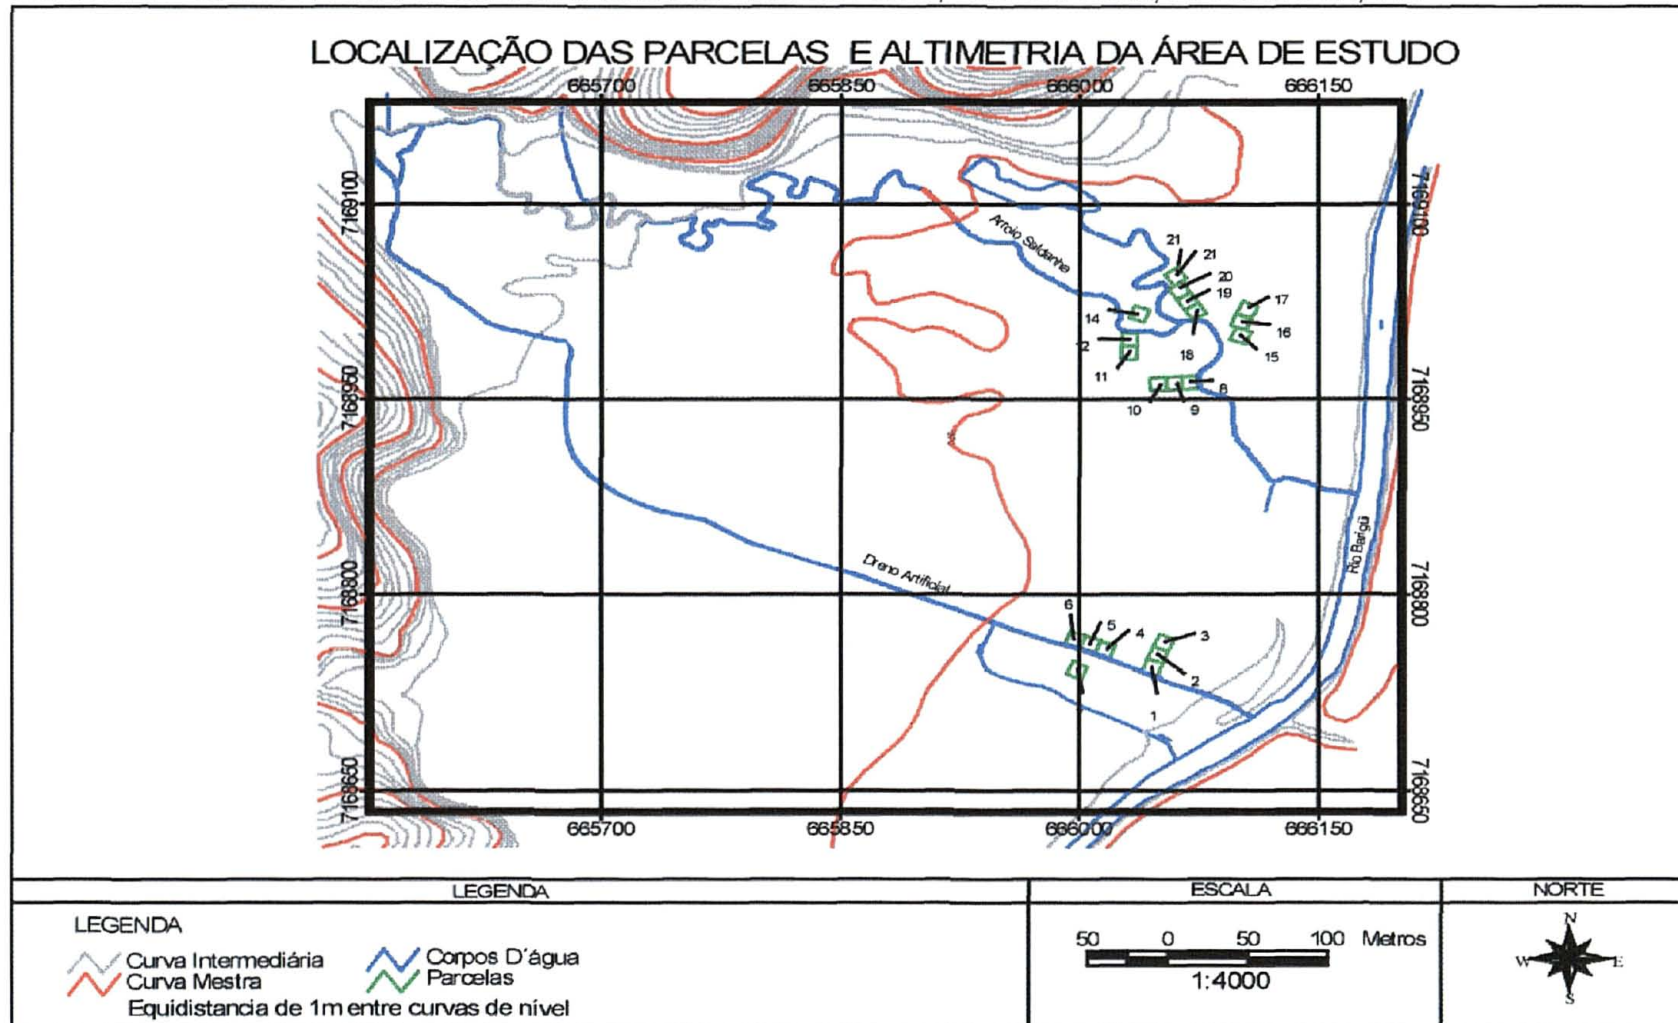 LOCALIZAÇÃO DAS PARCELAS E ALTIMETRIA DA ÁREA DE ESTUDO
665700 665850 666000 666150
7169100 7169100
Arroio Saldanha
21
21
20
19
17
14
16
12
18
15
11
8
10 9
7168950 7168950
Rio Barigüi
Dreno Artificial
7168800 7168800
6
5
4 3
2
1
7168650 7168650
665700 665850 666000 666150
LEGENDA ESCALA NORTE
LEGENDA
Curva Intermediária Corpos D'água
Curva Mestra Parcelas
Equidistancia de 1m entre curvas de nível
50 0 50 100 Metros
1:4000
N
W E
S